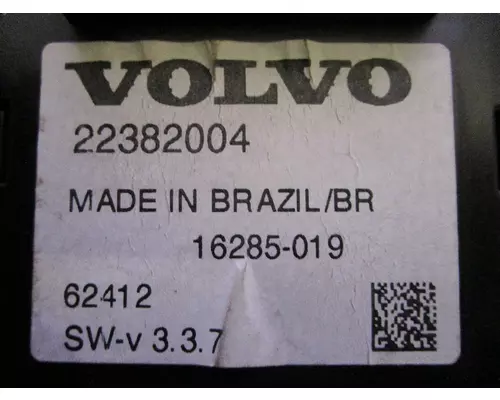 VOLVO
22382004
MADE IN BRAZIL/BR
16285-019
62412
SW-v 3.3.7